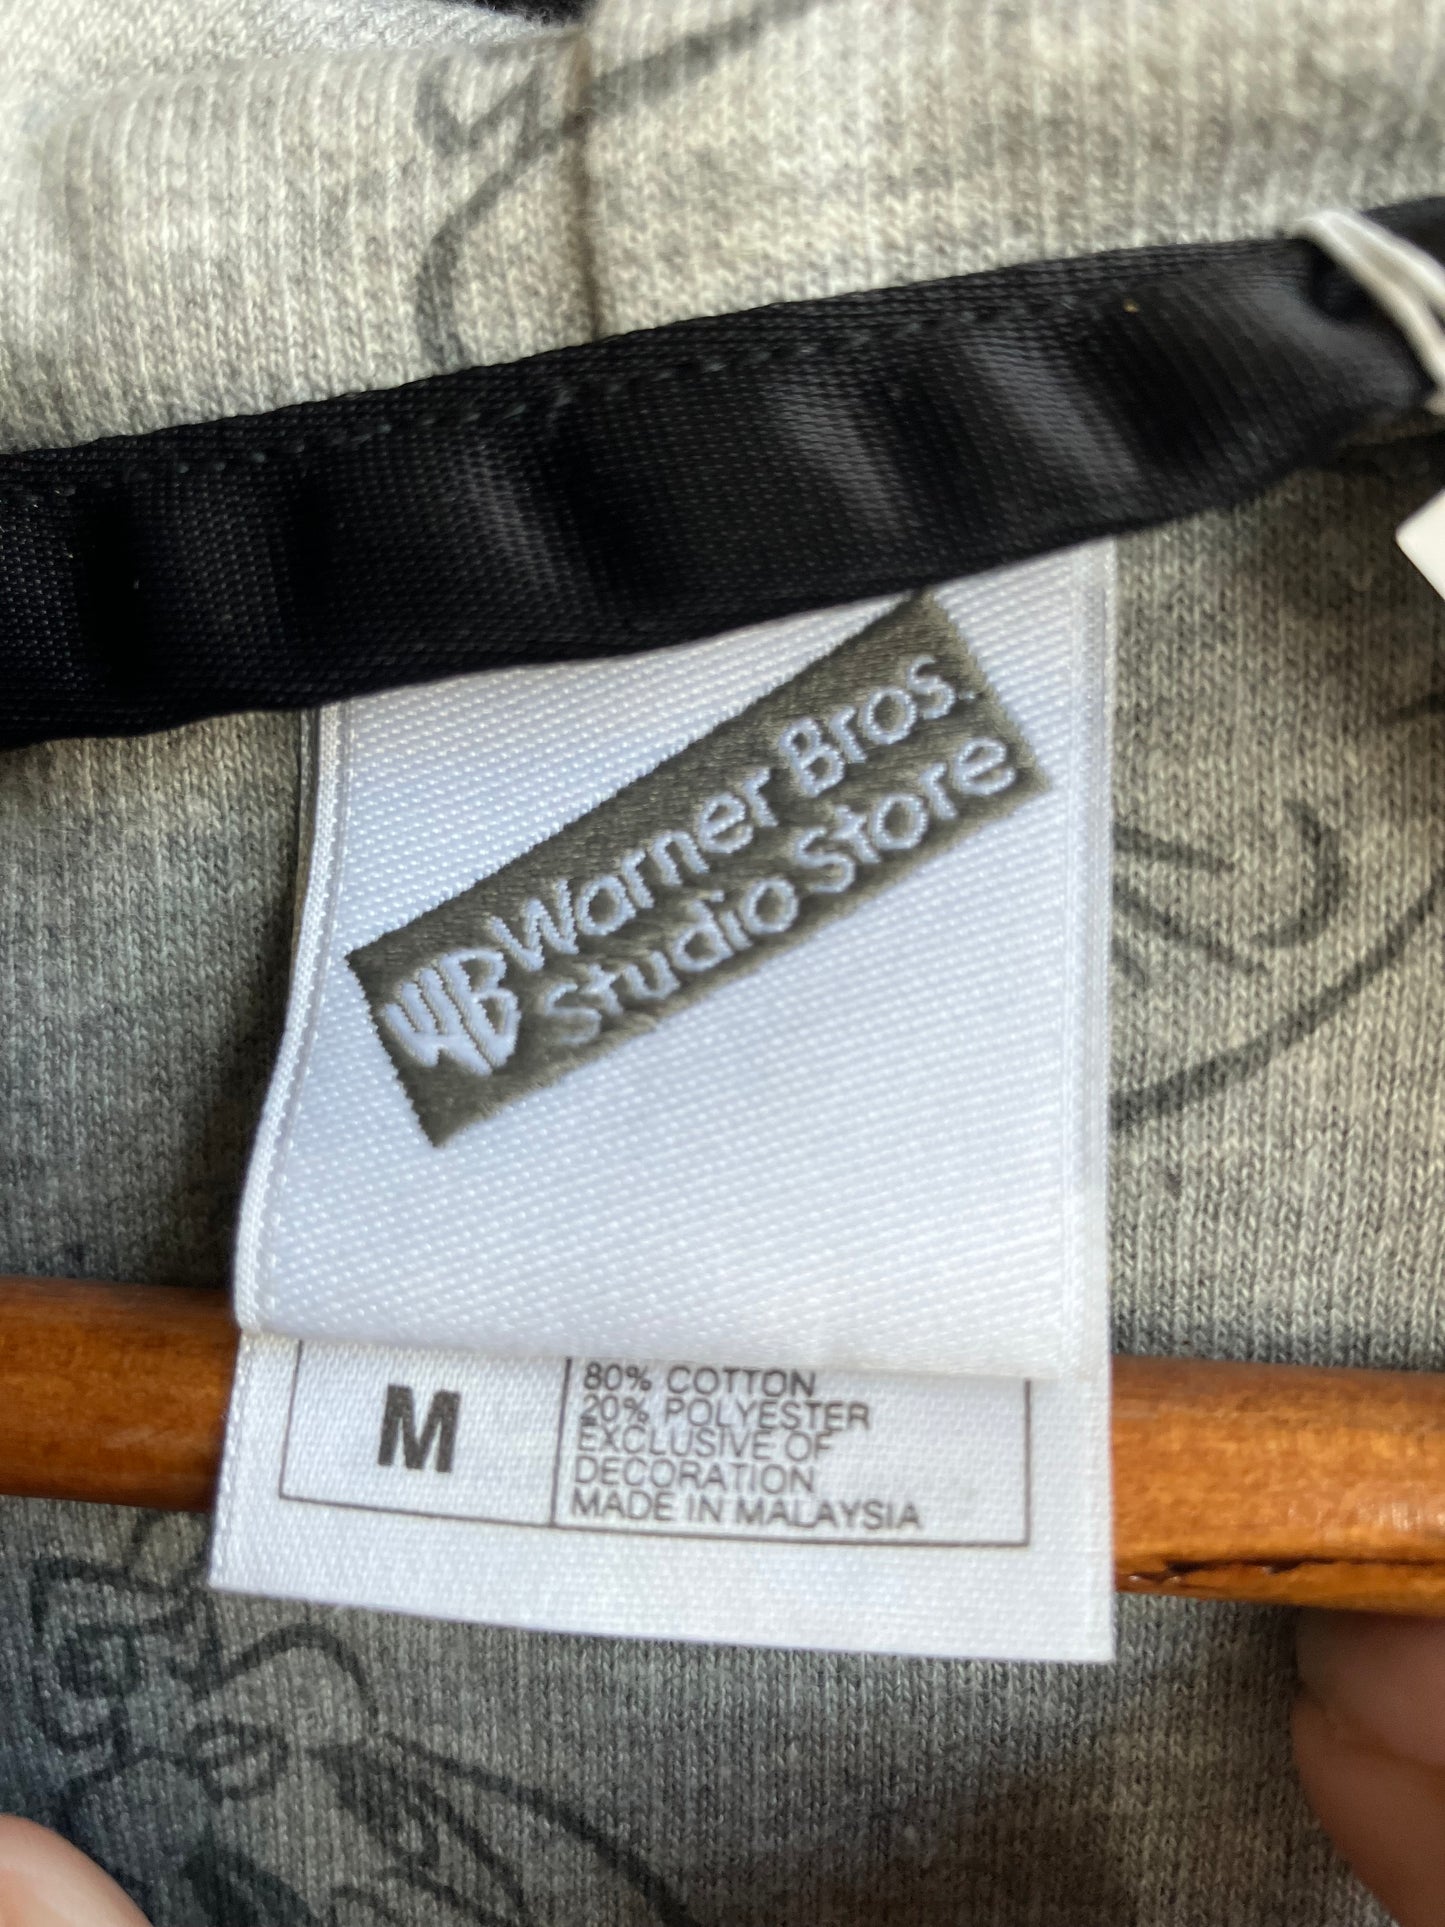 WB Warner Bros.
Studio Store
M
80% COTTON
20% POLYESTER
EXCLUSIVE OF
DECORATION
MADE IN MALAYSIA